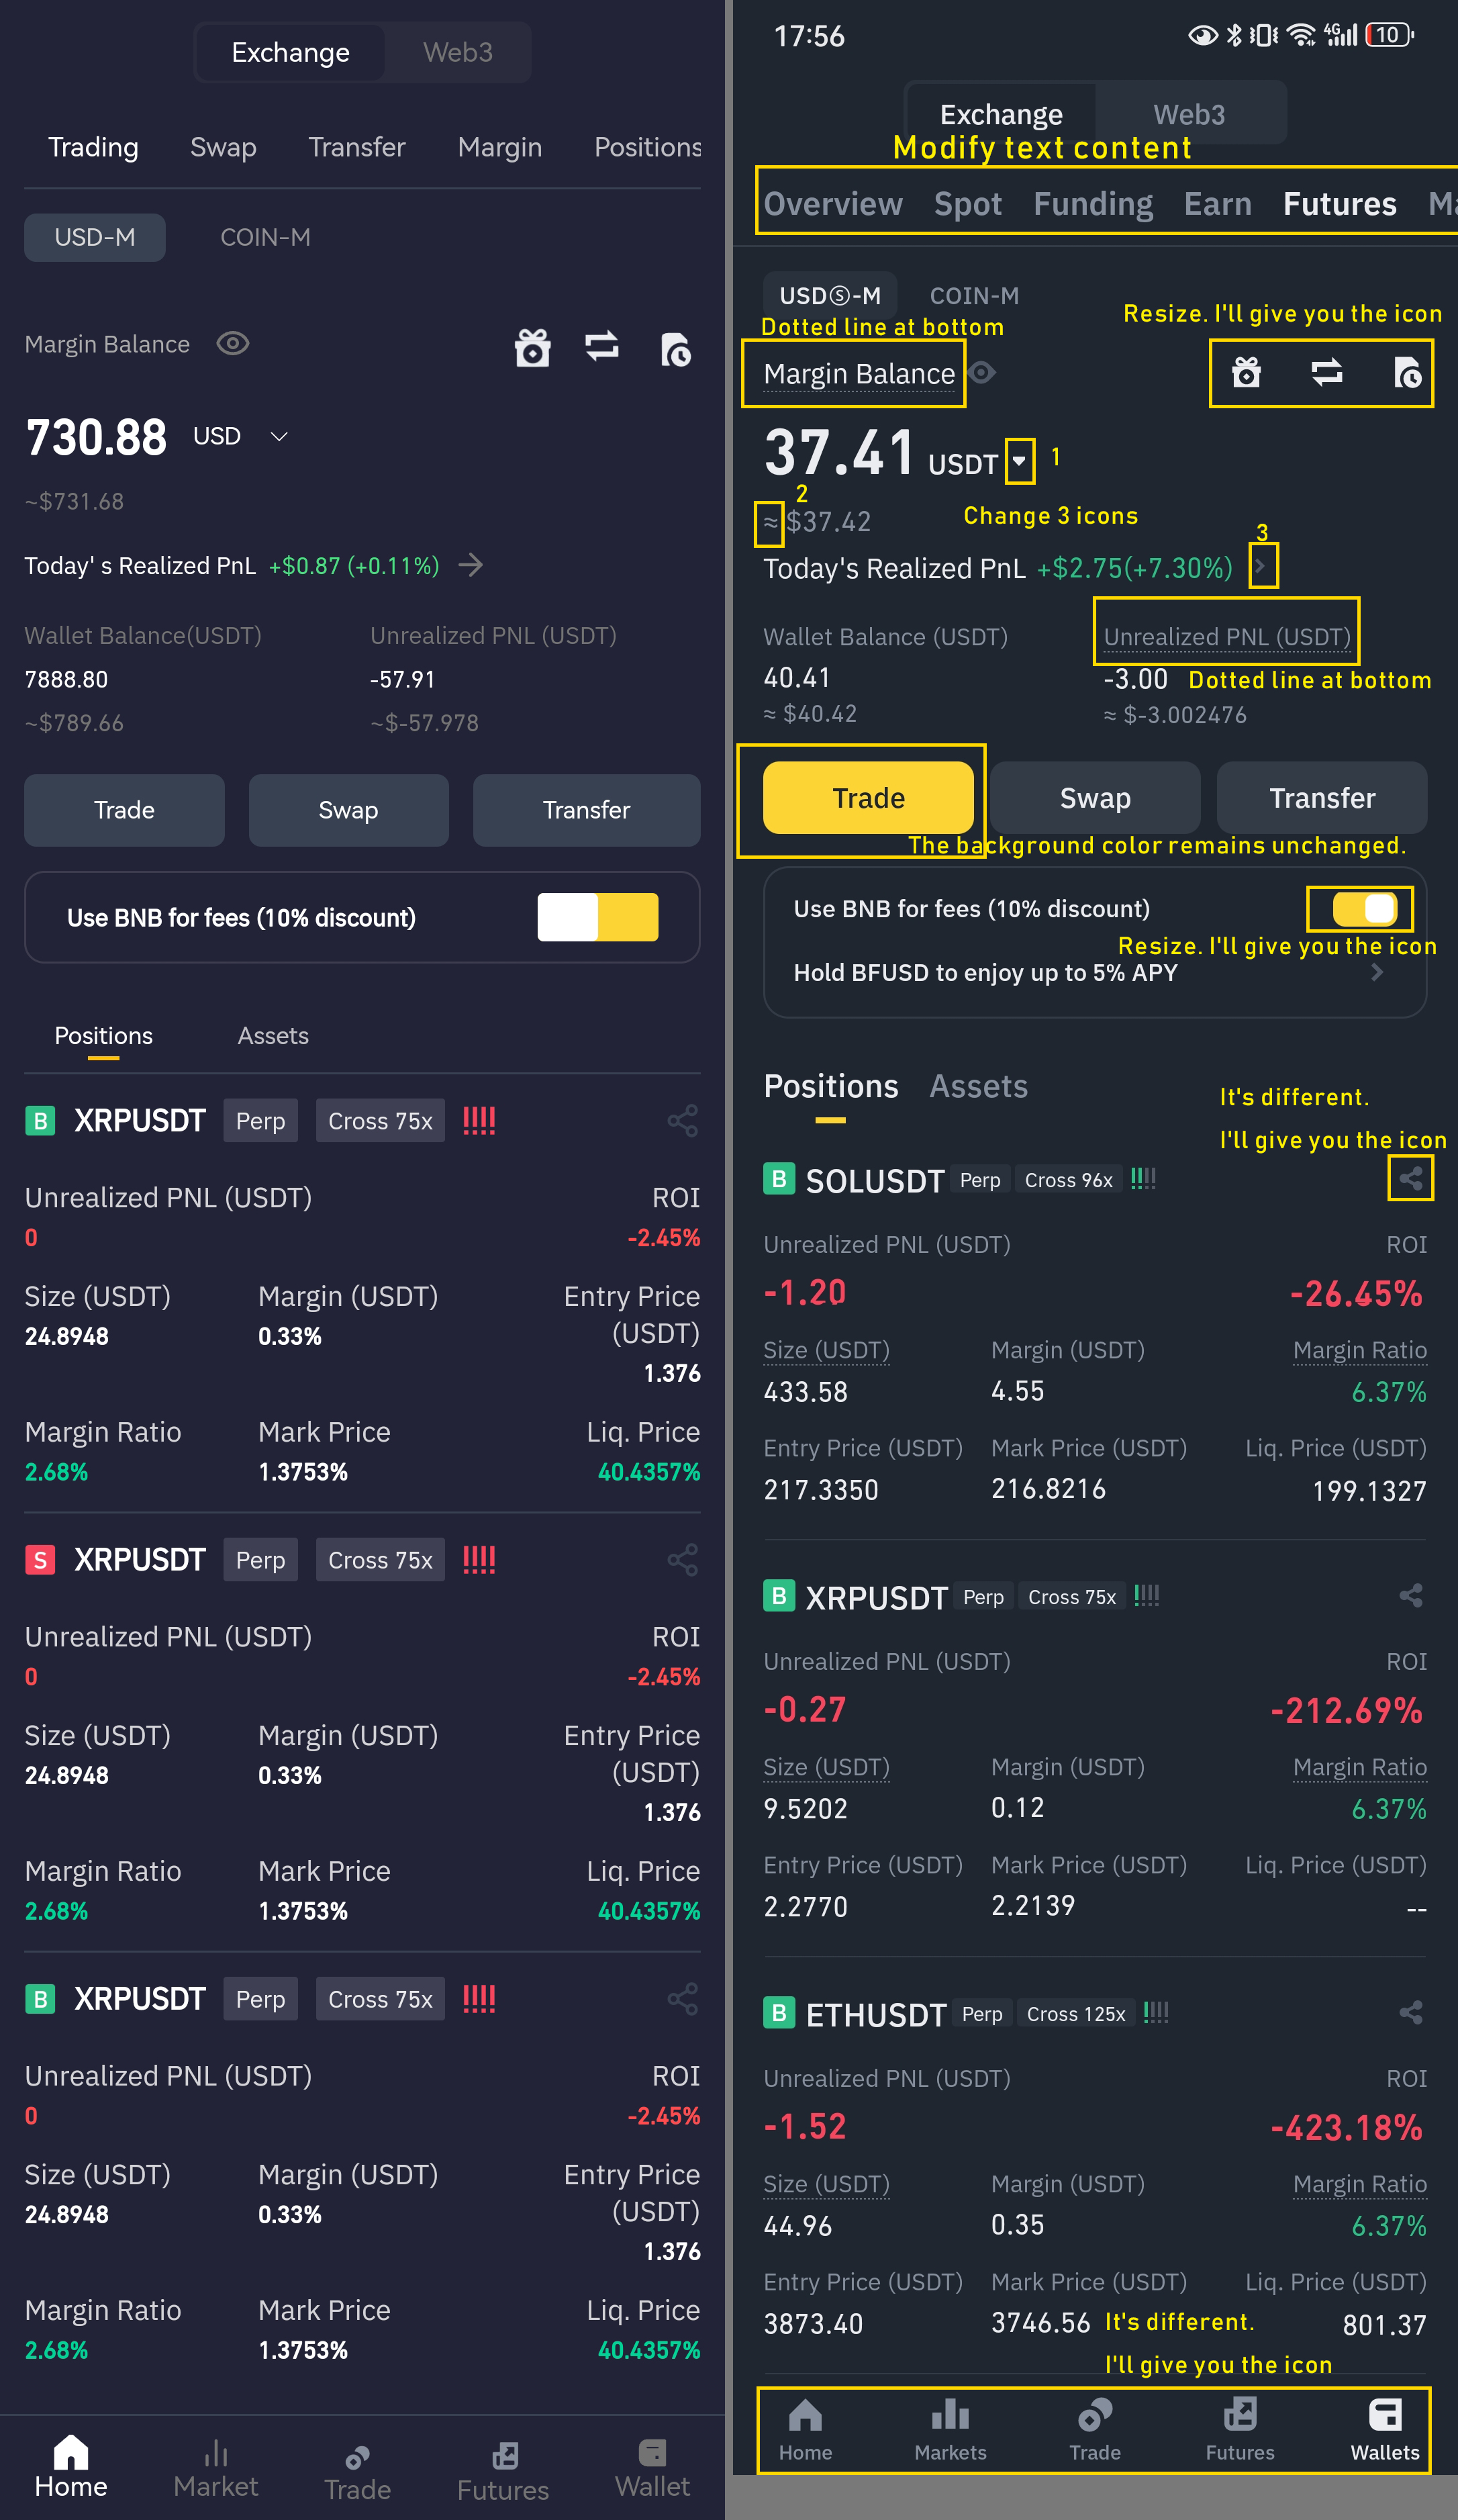 Exchange Web3
Trading Swap Transfer Margin Positions
USD-M COIN-M
Margin Balance
730.88 USD
~$731.68
Today' s Realized PnL +$0.87 (+0.11%)
Wallet Balance(USDT) Unrealized PNL (USDT)
7888.80 -57.91
~$789.66 ~$-57.978
Trade Swap Transfer
Use BNB for fees (10% discount)
Positions Assets
B XRPUSDT Perp Cross 75x !!!!
Unrealized PNL (USDT) ROI
0 -2.45%
Size (USDT) Margin (USDT) Entry Price
(USDT)
24.8948 0.33%
1.376
Margin Ratio Mark Price Liq. Price
2.68% 1.3753% 40.4357%
S XRPUSDT Perp Cross 75x !!!!
Unrealized PNL (USDT) ROI
0 -2.45%
Size (USDT) Margin (USDT) Entry Price
(USDT)
24.8948 0.33%
1.376
Margin Ratio Mark Price Liq. Price
2.68% 1.3753% 40.4357%
B XRPUSDT Perp Cross 75x !!!!
Unrealized PNL (USDT) ROI
0 -2.45%
Size (USDT) Margin (USDT) Entry Price
(USDT)
24.8948 0.33%
1.376
Margin Ratio Mark Price Liq. Price
2.68% 1.3753% 40.4357%
Home Market Trade Futures Wallet
17:56 4G 10
Exchange Web3
Modify text content
Overview Spot Funding Earn Futures
USDⓈ-M COIN-M
Dotted line at bottom
Resize. I'll give you the icon
Margin Balance
37.41 USDT 1
2
≈ $37.42
Change 3 icons
3
Today's Realized PnL +$2.75(+7.30%)
Wallet Balance (USDT) Unrealized PNL (USDT)
40.41 -3.00 Dotted line at bottom
≈ $40.42 ≈ $-3.002476
Trade Swap Transfer
The background color remains unchanged.
Use BNB for fees (10% discount)
Resize. I'll give you the icon
Hold BFUSD to enjoy up to 5% APY
Positions Assets
It's different.
I'll give you the icon
B SOLUSDT Perp Cross 96x !!!!
Unrealized PNL (USDT) ROI
-1.20 -26.45%
Size (USDT) Margin (USDT) Margin Ratio
433.58 4.55 6.37%
Entry Price (USDT) Mark Price (USDT) Liq. Price (USDT)
217.3350 216.8216 199.1327
B XRPUSDT Perp Cross 75x !!!!
Unrealized PNL (USDT) ROI
-0.27 -212.69%
Size (USDT) Margin (USDT) Margin Ratio
9.5202 0.12 6.37%
Entry Price (USDT) Mark Price (USDT) Liq. Price (USDT)
2.2770 2.2139 --
B ETHUSDT Perp Cross 125x !!!!
Unrealized PNL (USDT) ROI
-1.52 -423.18%
Size (USDT) Margin (USDT) Margin Ratio
44.96 0.35 6.37%
Entry Price (USDT) Mark Price (USDT) Liq. Price (USDT)
3873.40 3746.56 801.37
It's different.
I'll give you the icon
Home Markets Trade Futures Wallets